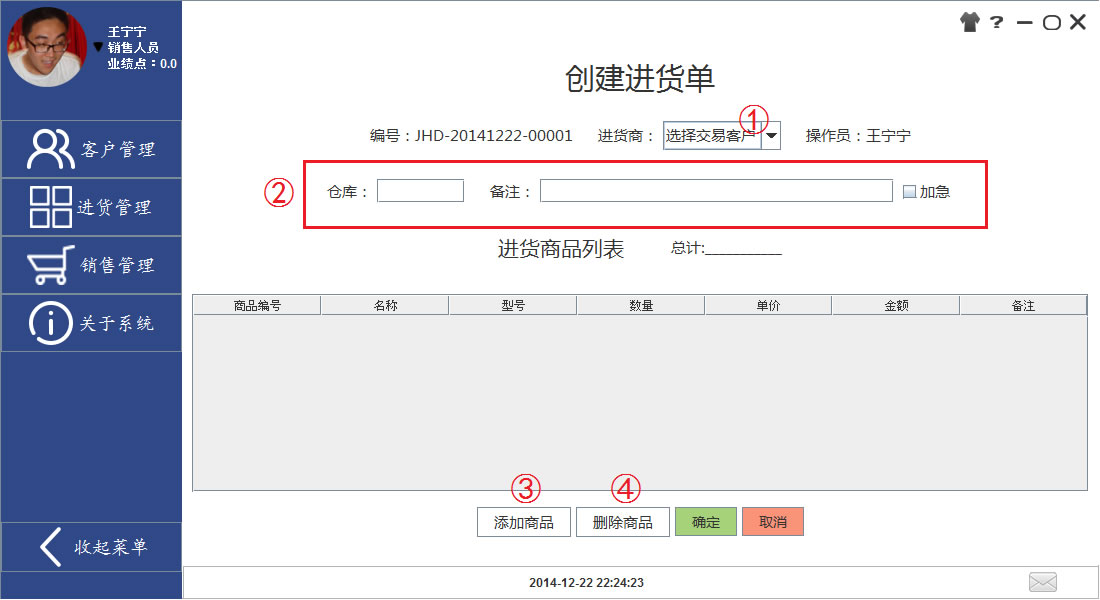 王宁宁
销售人员
业绩点：0.0
?
客户管理
进货管理
销售管理
关于系统
收起菜单
创建进货单
编号：JHD-20141222-00001 进货商： 选择交易客户 ① 操作员：王宁宁
② 仓库： 备注： 加急
进货商品列表 总计:__________
商品编号 名称 型号 数量 单价 金额 备注
③ ④
添加商品 删除商品 确定 取消
2014-12-22 22:24:23